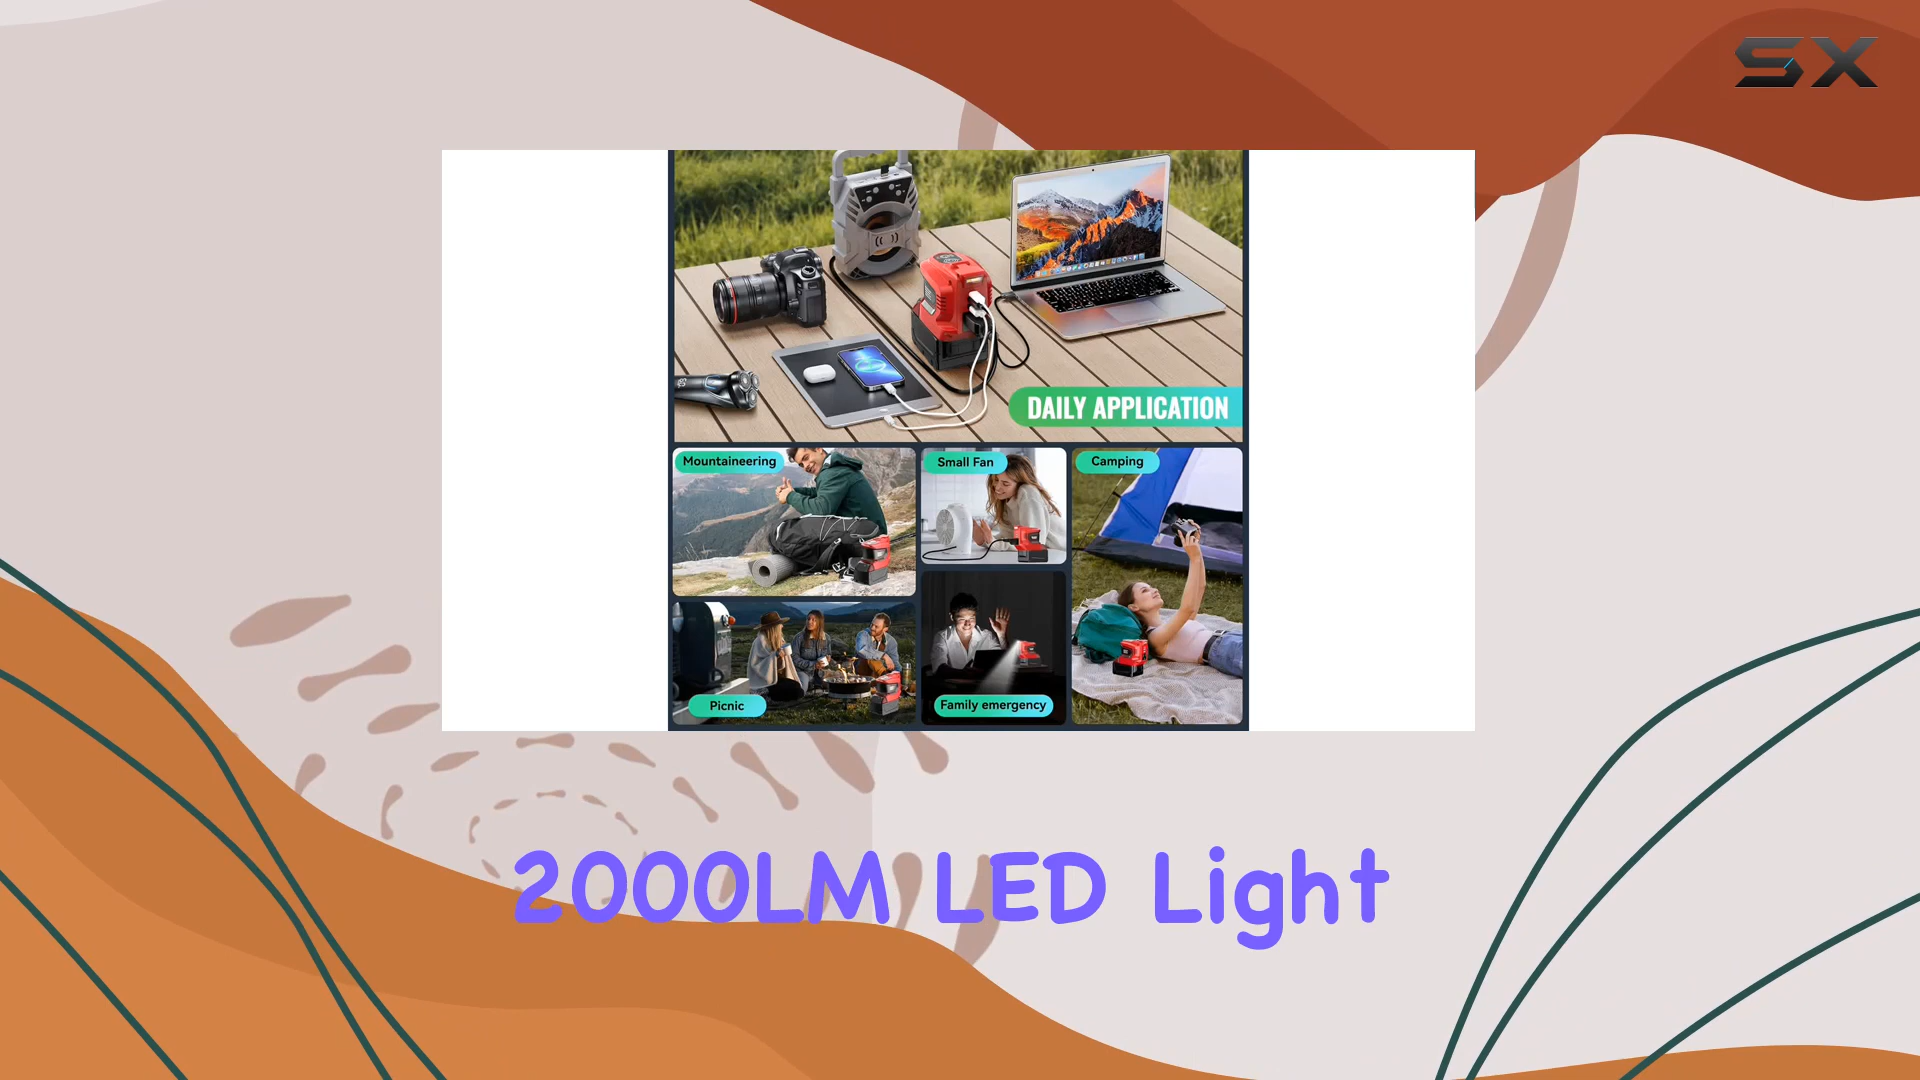 SX
DAILY APPLICATION
Mountaineering
Small Fan
Camping
Picnic
Family emergency
2000LM LED Light